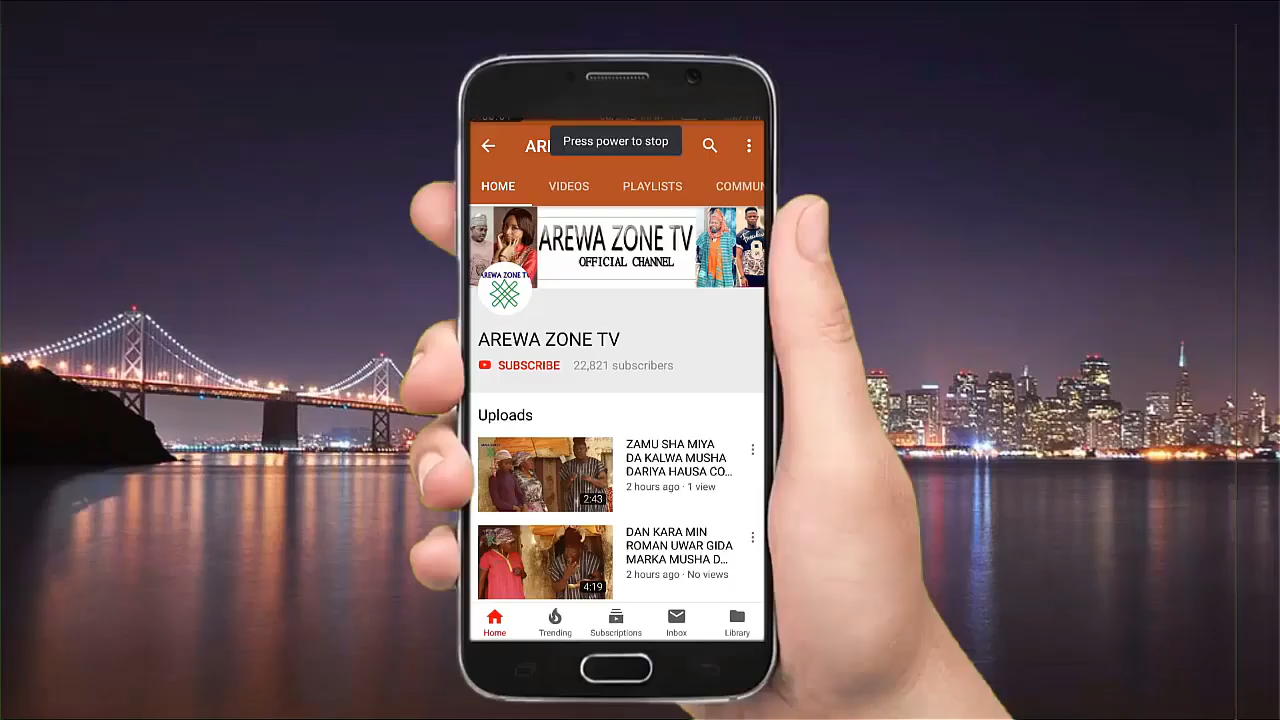 Press power to stop
ARE
HOME VIDEOS PLAYLISTS COMMUN
AREWA ZONE TV
OFFICIAL CHANNEL
AREWA ZONE TV
AREWA ZONE TV
SUBSCRIBE 22,821 subscribers
Uploads
ZAMU SHA MIYA
DA KALWA MUSHA
DARIYA HAUSA CO...
2 hours ago · 1 view
2:43
DAN KARA MIN
ROMAN UWAR GIDA
MARKA MUSHA D...
2 hours ago · No views
4:19
Home Trending Subscriptions Inbox Library